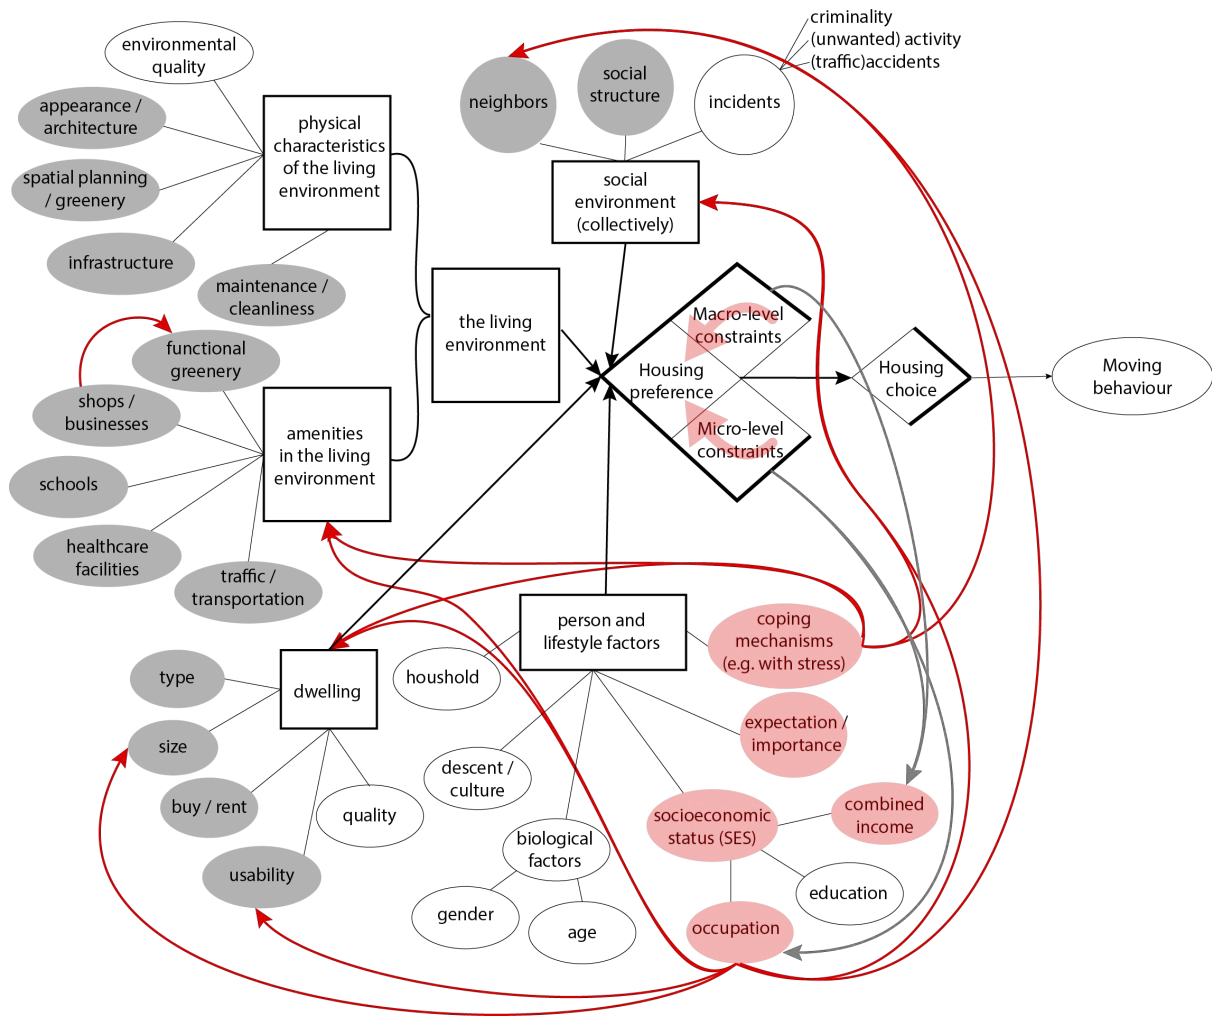 criminality
(unwanted) activity
(traffic)accidents
environmental
quality
appearance /
architecture
spatial planning
/ greenery
infrastructure
maintenance /
cleanliness
physical
characteristics
of the living
environment
neighbors
social
structure
incidents
social
environment
(collectively)
the living
environment
functional
greenery
shops /
businesses
schools
healthcare
facilities
traffic /
transportation
amenities
in the living
environment
Macro-level
constraints
Housing
preference
Micro-level
constraints
Housing
choice
Moving
behaviour
person and
lifestyle factors
coping
mechanisms
(e.g. with stress)
houshold
expectation /
importance
descent /
culture
socioeconomic
status (SES)
combined
income
biological
factors
education
gender
age
occupation
type
dwelling
size
buy / rent
quality
usability